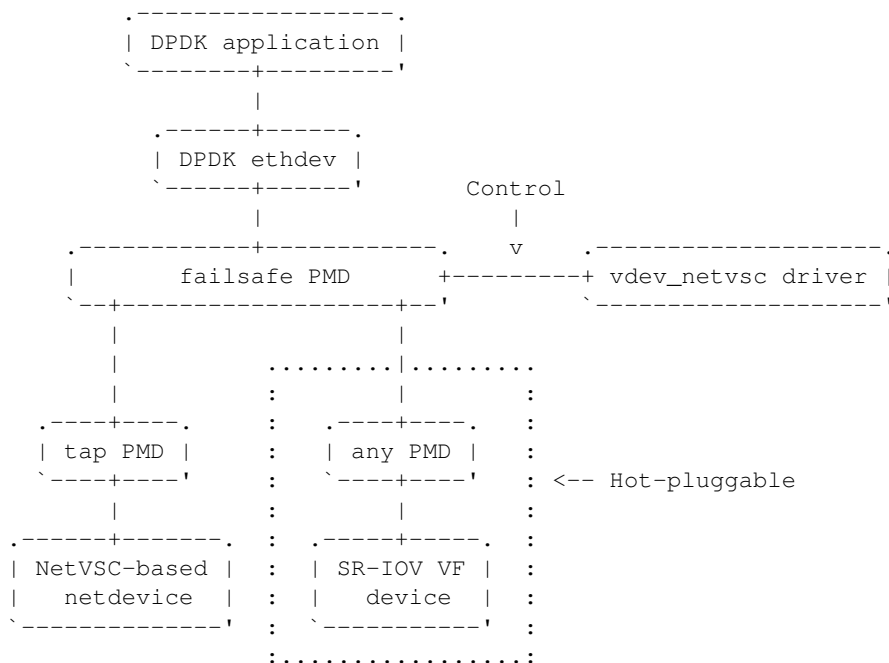 DPDK application
DPDK ethdev
Control
v
failsafe PMD
vdev_netvsc driver
tap PMD
any PMD
<-- Hot-pluggable
NetVSC-based
netdevice
SR-IOV VF
device